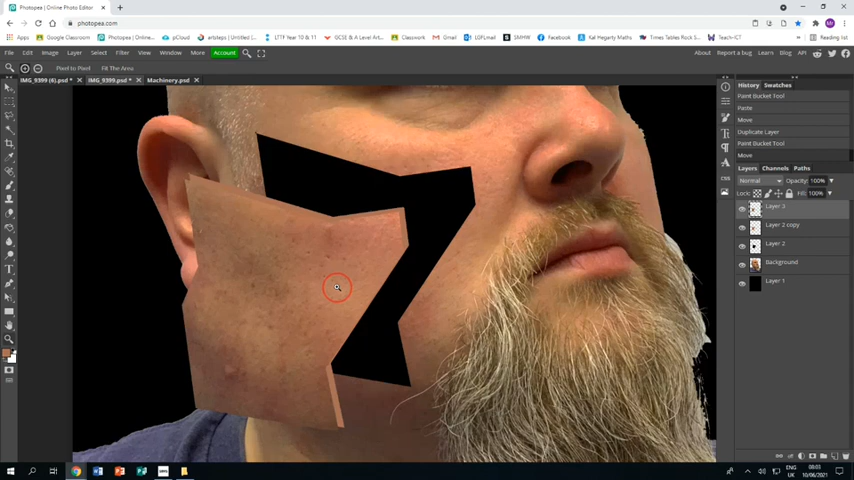 Photopea | Online Photo Editor
photopea.com
Apps
Google Classroom
Photopea | Online P...
pCloud
artsteps | Untitled |...
LTTF Year 10 & 11
GCSE & A Level Art...
Classwork
Gmail
LGFLmail
SMHW
Facebook
Kal Hegarty Maths
Times Tables Rock S...
Teach-ICT
File Edit Image Layer Select Filter View Window More Account
About Report a bug Learn Blog API
Pixel to Pixel Fit The Area
IMG_9399 (6).psd * IMG_9399.psd * Machinery.psd
History Swatches
Paint Bucket Tool
Paste
Move
Duplicate Layer
Paint Bucket Tool
Move
Layers Channels Paths
Normal Opacity: 100%
Lock: Fill: 100%
Layer 3
Layer 2 copy
Layer 2
Background
Layer 1
CSS
ENG
UK
08:03
10/06/2021